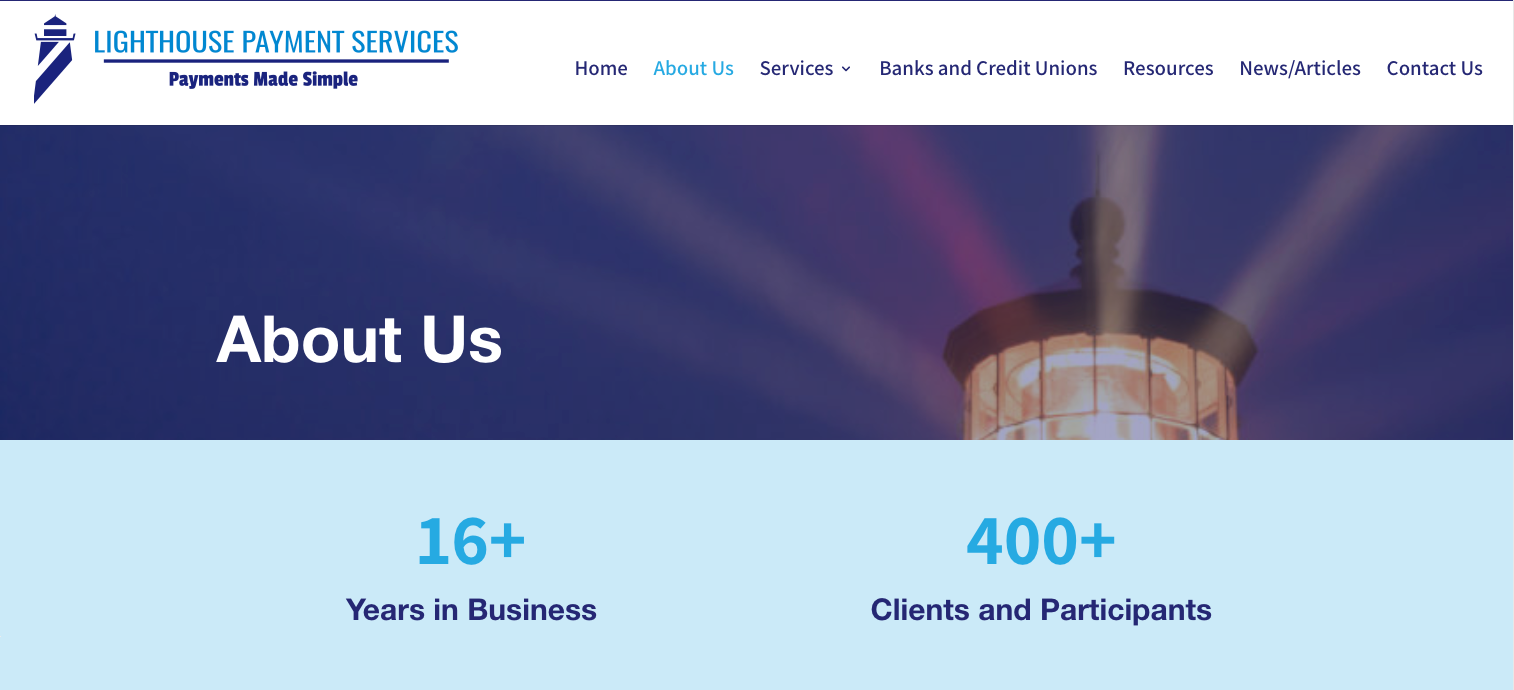 LIGHTHOUSE PAYMENT SERVICES
Payments Made Simple
Home About Us Services Banks and Credit Unions Resources News/Articles Contact Us
About Us
16+ 400+
Years in Business Clients and Participants